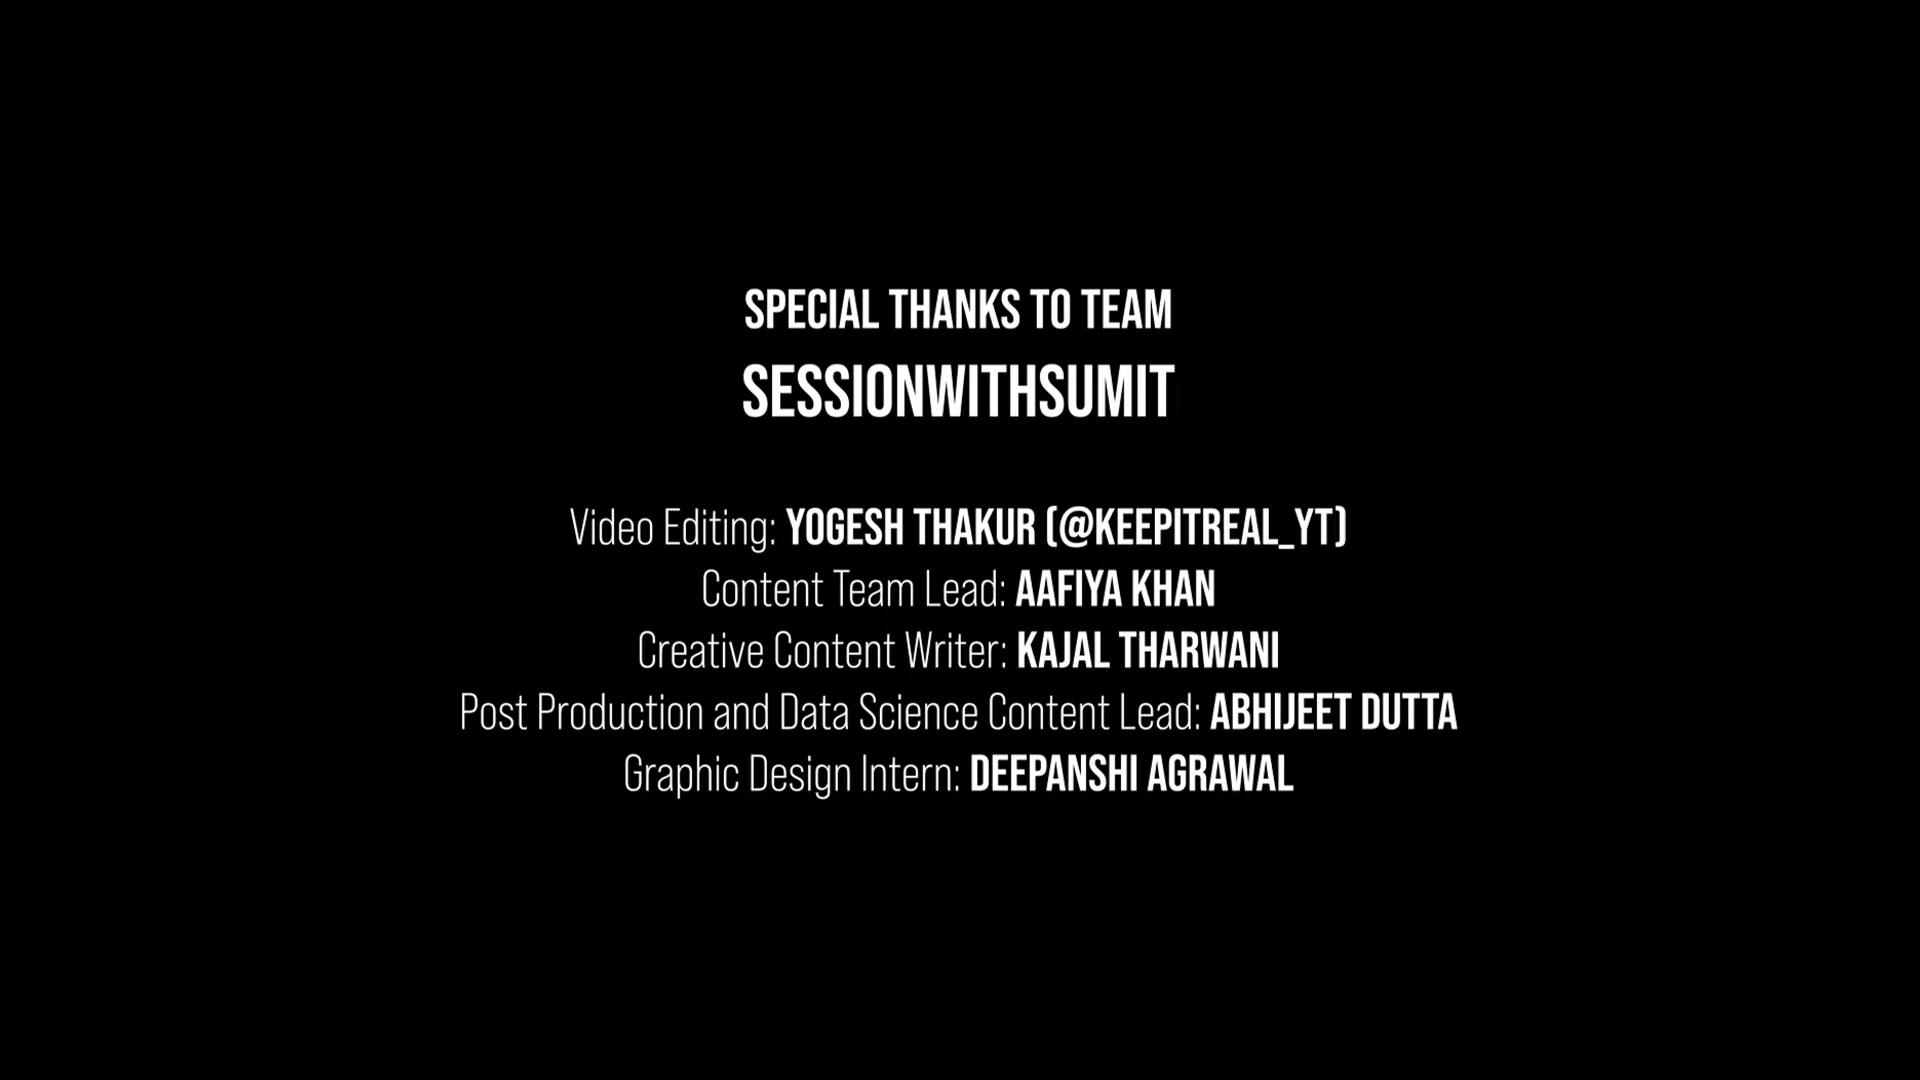 SPECIAL THANKS TO TEAM
SESSIONWITHSUMIT
Video Editing: YOGESH THAKUR (@KEEPITREAL_YT)
Content Team Lead: AAFIYA KHAN
Creative Content Writer: KAJAL THARWANI
Post Production and Data Science Content Lead: ABHIJEET DUTTA
Graphic Design Intern: DEEPANSHI AGRAWAL